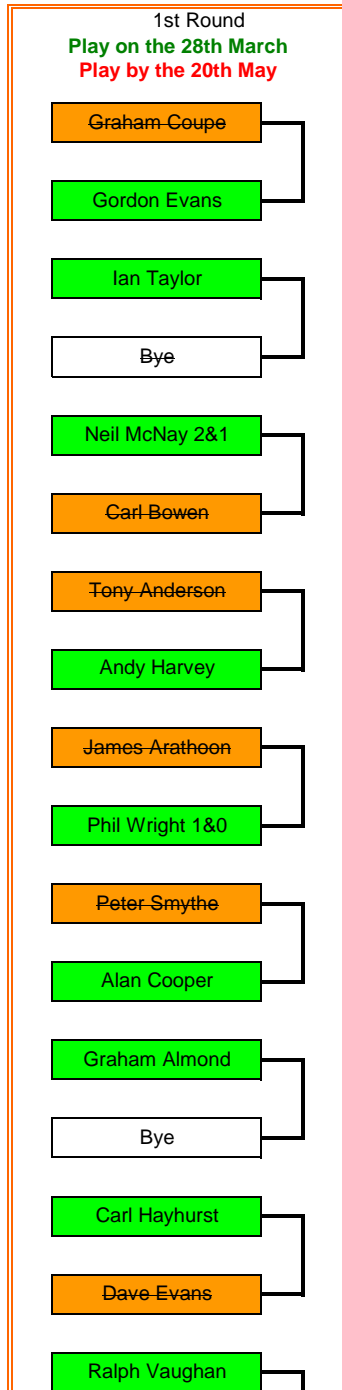 1st Round
Play on the 28th March
Play by the 20th May
Graham Coupe
Gordon Evans
Ian Taylor
Bye
Neil McNay 2&1
Carl Bowen
Tony Anderson
Andy Harvey
James Arathoon
Phil Wright 1&0
Peter Smythe
Alan Cooper
Graham Almond
Bye
Carl Hayhurst
Dave Evans
Ralph Vaughan